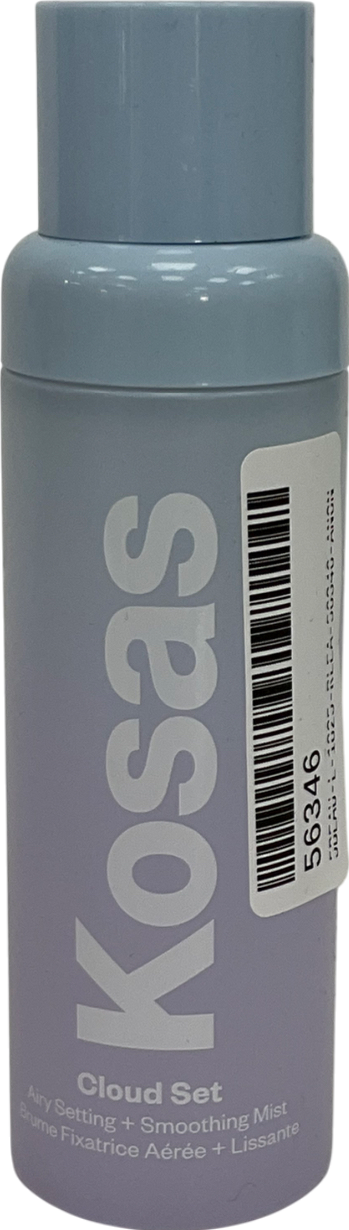 Kosas
Cloud Set
Airy Setting + Smoothing Mist
Brume Fixatrice Aérée + Lissante
56346